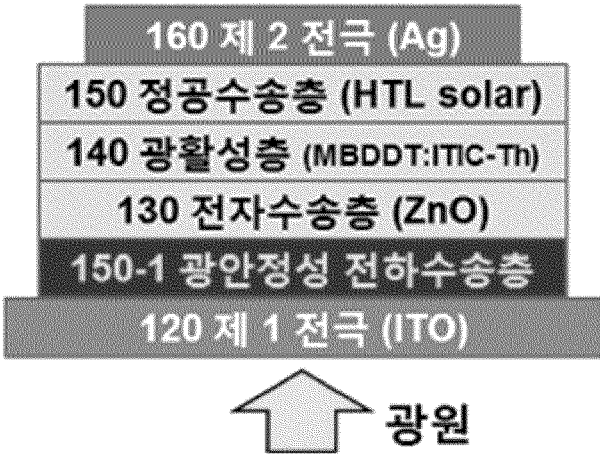 160 제 2 전극 (Ag)
150 정공수송층 (HTL solar)
140 광활성층 (MBDDT:ITIC-Th)
130 전자수송층 (ZnO)
150-1 광안정성 전하수송층
120 제 1 전극 (ITO)
광원